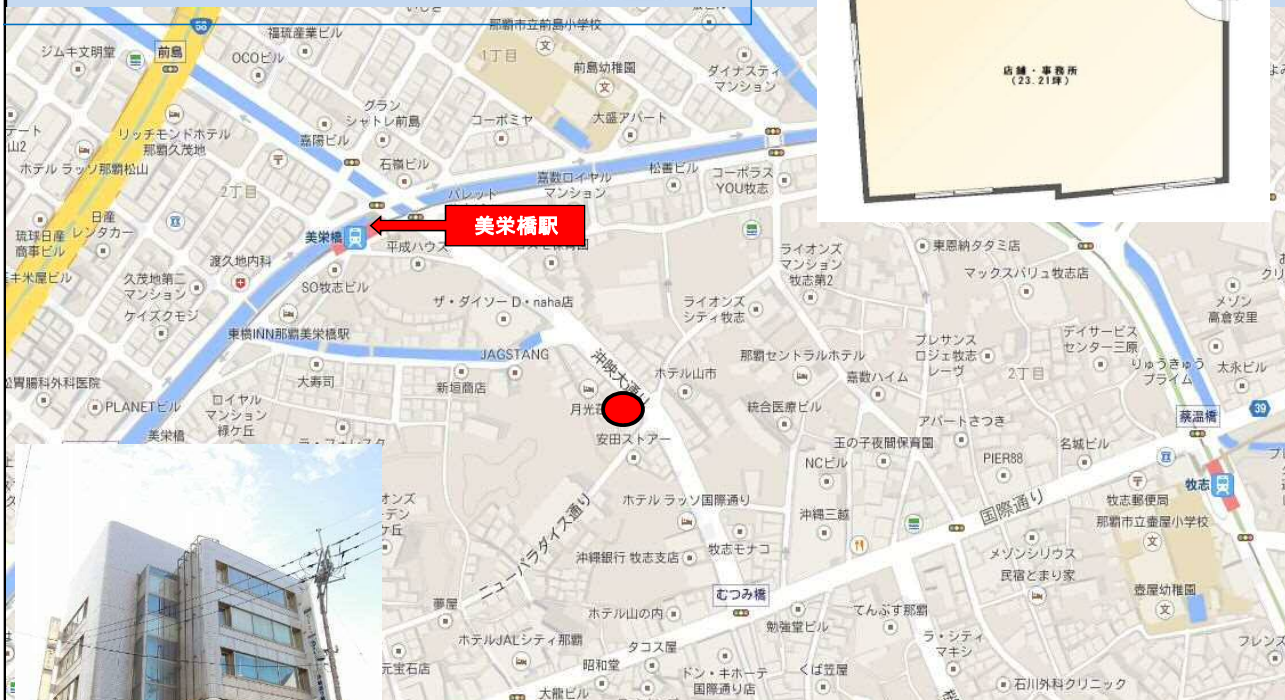 58
那覇市立前島小学校
福琉産業ビル
ジムキ文明堂
前島
OCOビル
1丁目
前島幼稚園
ダイナスティ
マンション
店舗・事務所
(23.21坪)
グラン
シャトレ前島
コーポミヤ
大盛アパート
リッチモンドホテル
那覇久茂地
嘉陽ビル
石嶺ビル
ホテル ラッソ那覇松山
松善ビル
コーポラス
YOU牧志
嘉数ロイヤル
マンション
2丁目
パレット
日産
レンタカー
琉球日産
商事ビル
美栄橋
美栄橋駅
平成ハウス
東恩納タタミ店
ライオンズ
マンション
牧志第2
渡久地内科
マックスバリュ牧志店
久茂地第二
マンション
ケイズクモジ
SO牧志ビル
ザ・ダイソー D・naha店
ライオンズ
シティ牧志
メゾン
高倉安里
東横INN那覇美栄橋駅
JAGSTANG
沖映大通り
那覇セントラルホテル
プレサンス
ロジェ牧志
レーヴ
デイサービス
センター三原
りゅうきゅう
プライム
太永ビル
大寿司
新垣商店
ホテル山市
嘉数ハイム
2丁目
PLANETビル
ロイヤル
マンション
緑ケ丘
統合医療ビル
アパートさつき
蔡温橋
39
美栄橋
安田ストアー
玉の子夜間保育園
名城ビル
NCビル
PIER88
牧志
ホテル ラッソ国際通り
沖縄三越
国際通り
牧志郵便局
那覇市立壷屋小学校
ニューパラダイス通り
沖縄銀行 牧志支店
牧志モナコ
メゾンシリウス
民宿とまり家
壺屋幼稚園
むつみ橋
夢屋
ホテル山の内
勉強堂ビル
てんぶす那覇
ホテルJALシティ那覇
タコス屋
ラ・シティ
マキシ
昭和堂
ドン・キホーテ
国際通り店
くば笠屋
石川外科クリニック
大龍ビル